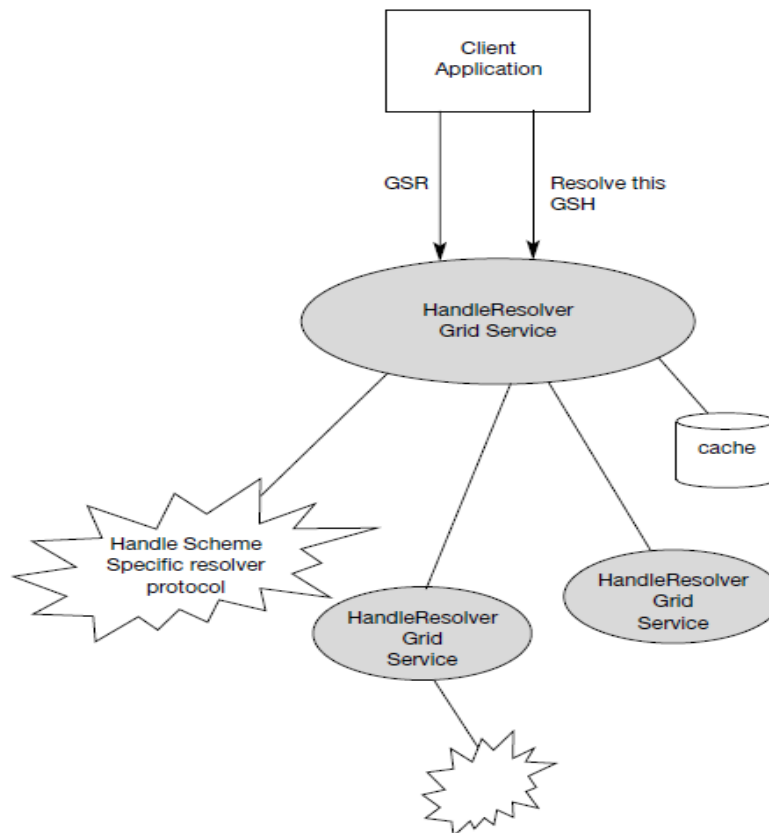 Client
Application
GSR
Resolve this
GSH
HandleResolver
Grid Service
cache
Handle Scheme
Specific resolver
protocol
HandleResolver
Grid
Service
HandleResolver
Grid
Service